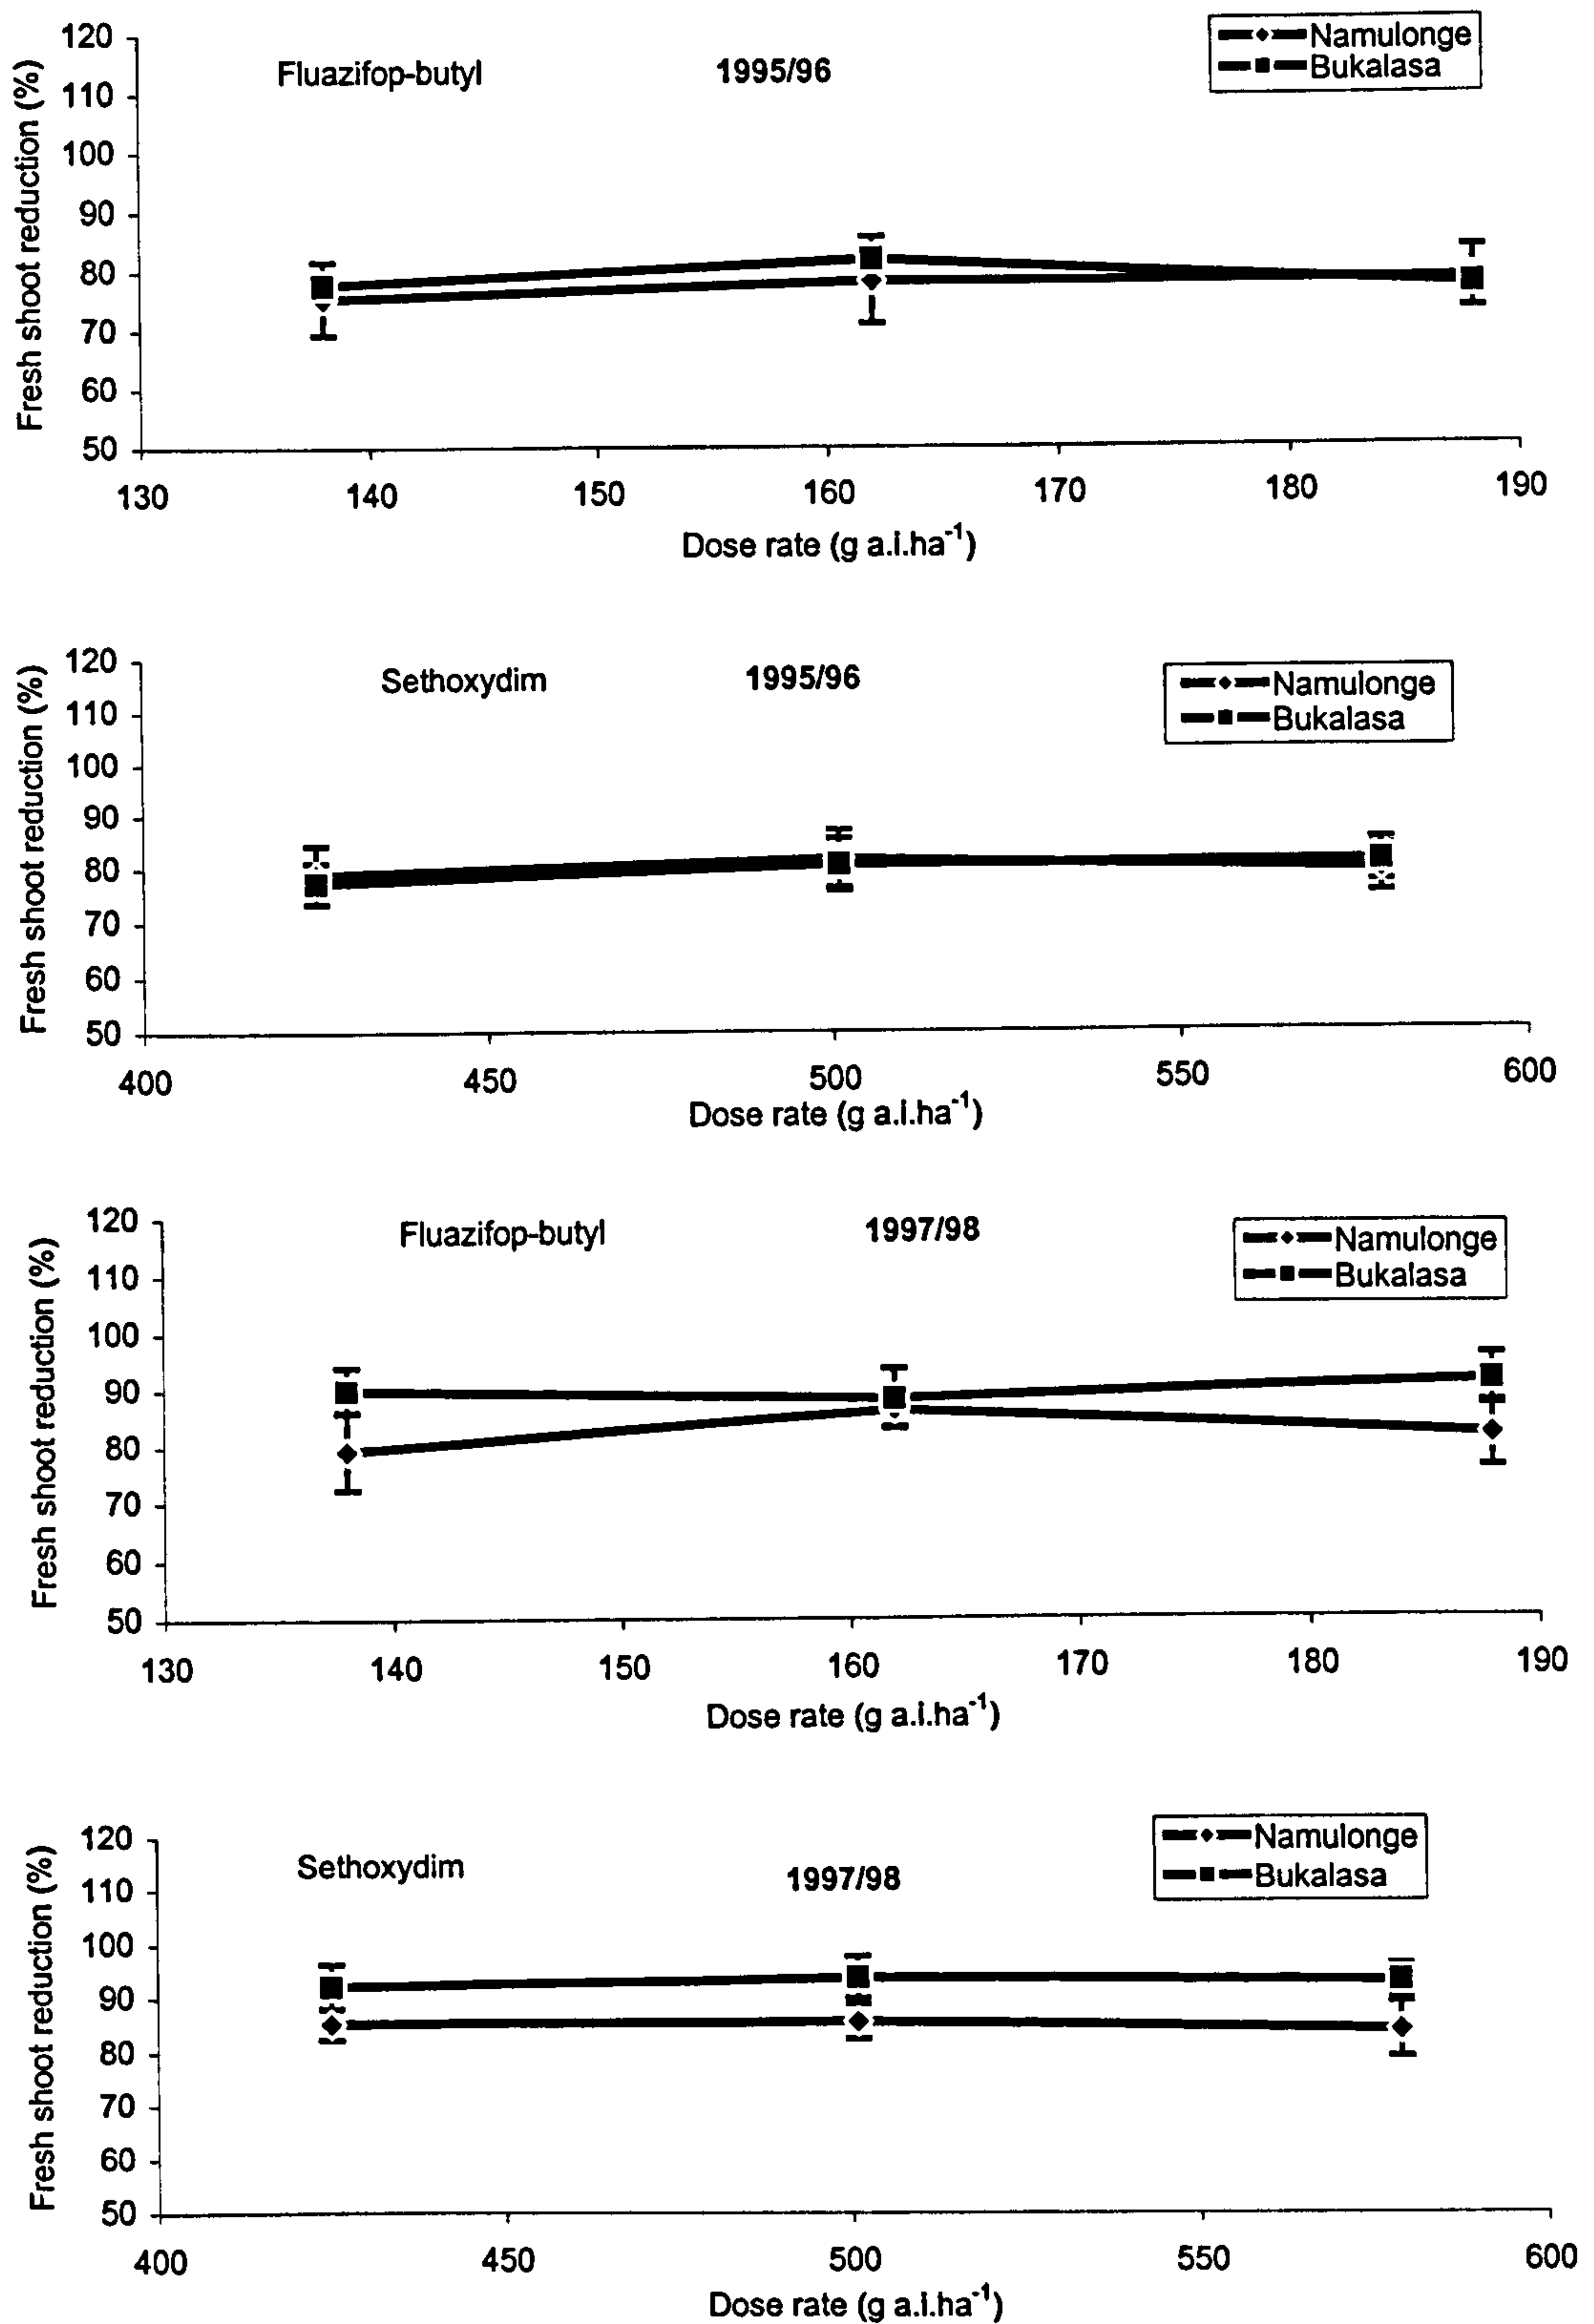 Fluazifop-butyl 1995/96
Namulonge
Bukalasa
Fresh shoot reduction (%)
120
110
100
90
80
70
60
50
130 140 150 160 170 180 190
Dose rate (g a.i.ha⁻¹)
Sethoxydim 1995/96
Namulonge
Bukalasa
Fresh shoot reduction (%)
120
110
100
90
80
70
60
50
400 450 500 550 600
Dose rate (g a.i.ha⁻¹)
Fluazifop-butyl 1997/98
Namulonge
Bukalasa
Fresh shoot reduction (%)
120
110
100
90
80
70
60
50
130 140 150 160 170 180 190
Dose rate (g a.i.ha⁻¹)
Sethoxydim 1997/98
Namulonge
Bukalasa
Fresh shoot reduction (%)
120
110
100
90
80
70
60
50
400 450 500 550 600
Dose rate (g a.i.ha⁻¹)